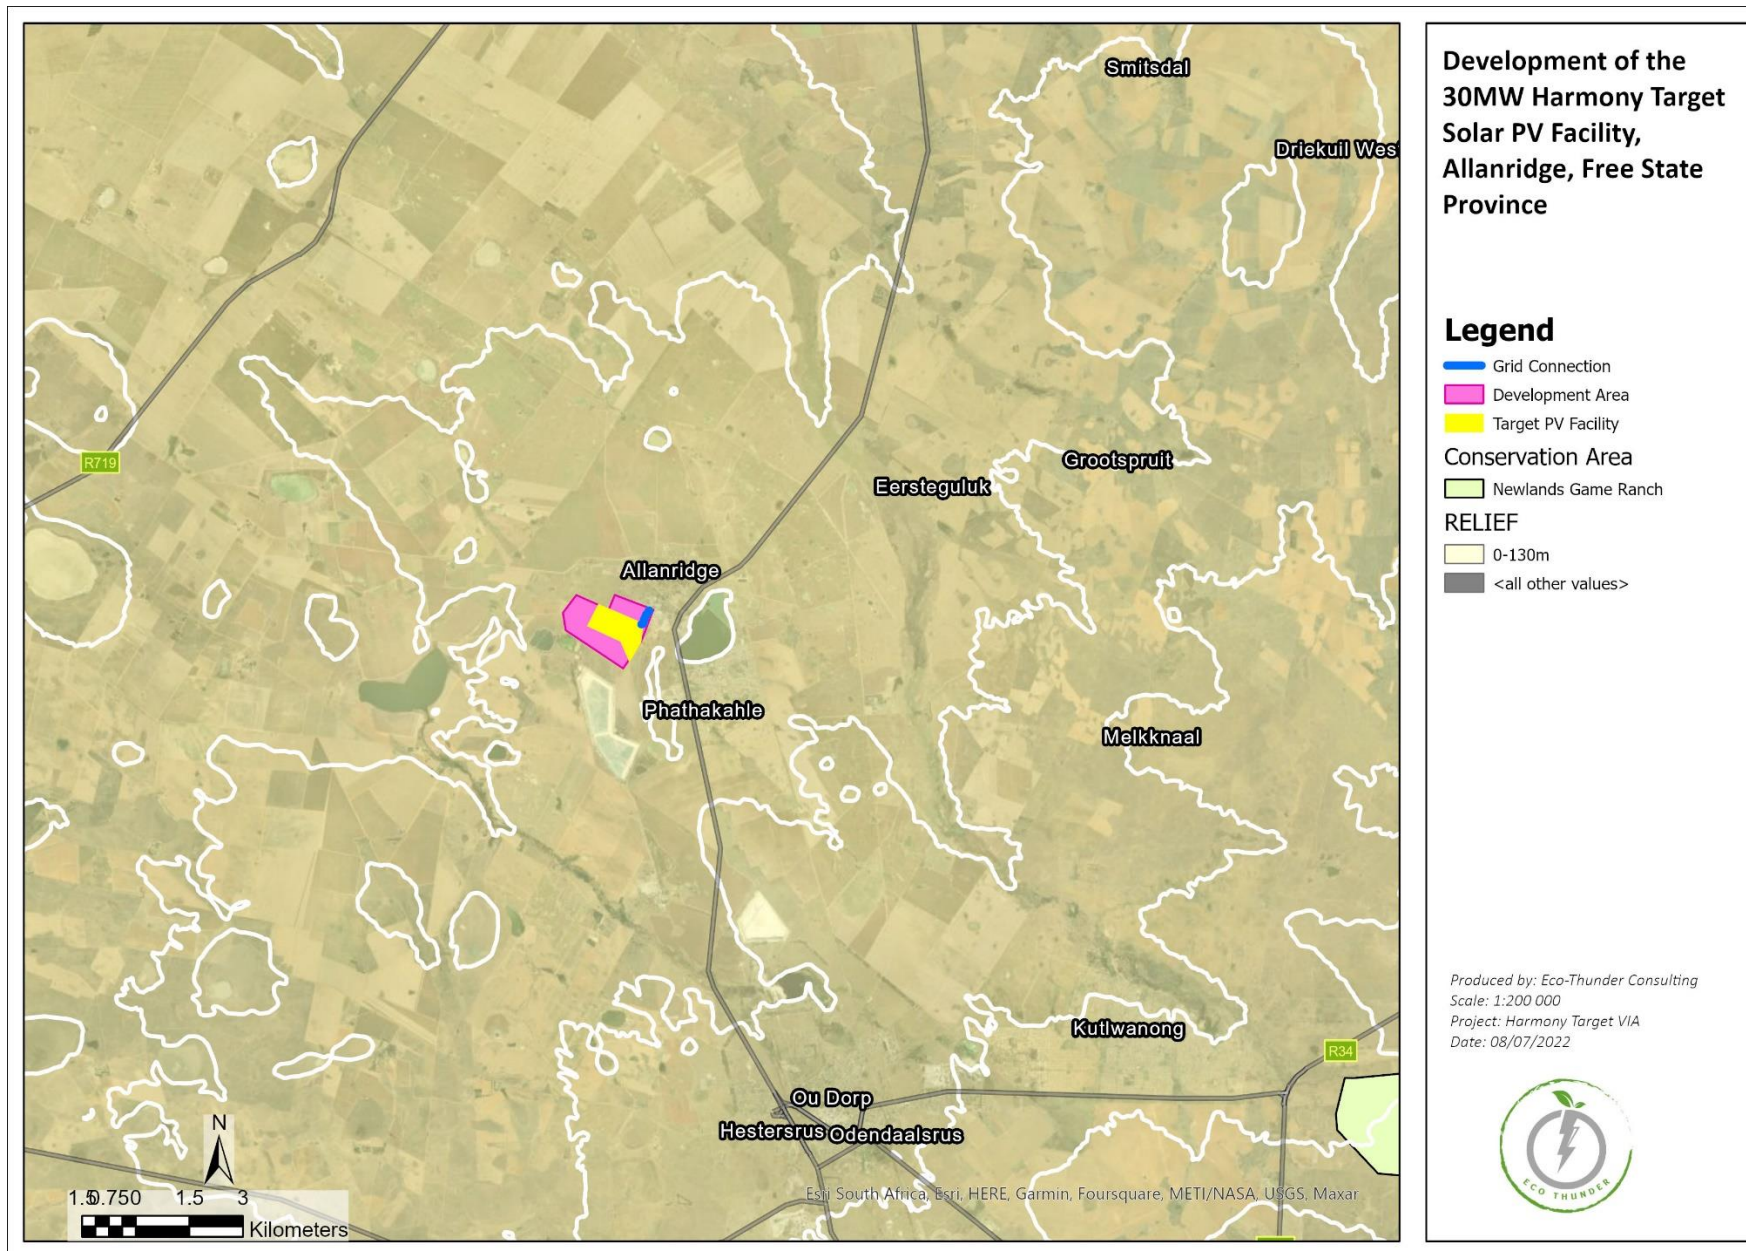 Smitsdal
Driekuil Wes
R719
Grootspruit
Eersteguluk
Allanridge
Phathakahle
Melkknaal
Kutlwanong
R34
Ou Dorp
Hestersrus
Odendaalsrus
N
1.5 0.75 0 1.5 3
Kilometers
Esri South Africa, Esri, HERE, Garmin, Foursquare, METI/NASA, USGS, Maxar
Development of the
30MW Harmony Target
Solar PV Facility,
Allanridge, Free State
Province
Legend
Grid Connection
Development Area
Target PV Facility
Conservation Area
Newlands Game Ranch
RELIEF
0-130m
<all other values>
Produced by: Eco-Thunder Consulting
Scale: 1:200 000
Project: Harmony Target VIA
Date: 08/07/2022
ECO THUNDER